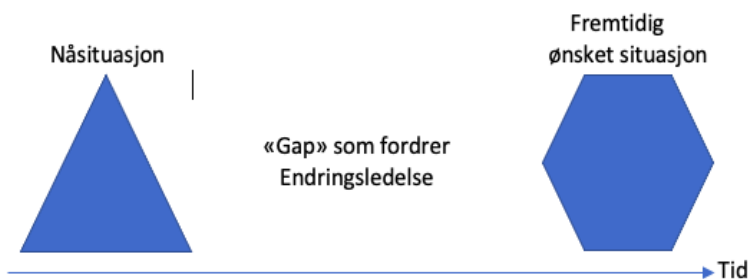 Nåsituasjon
Fremtidig
ønsket situasjon
«Gap» som fordrer
Endringsledelse
Tid